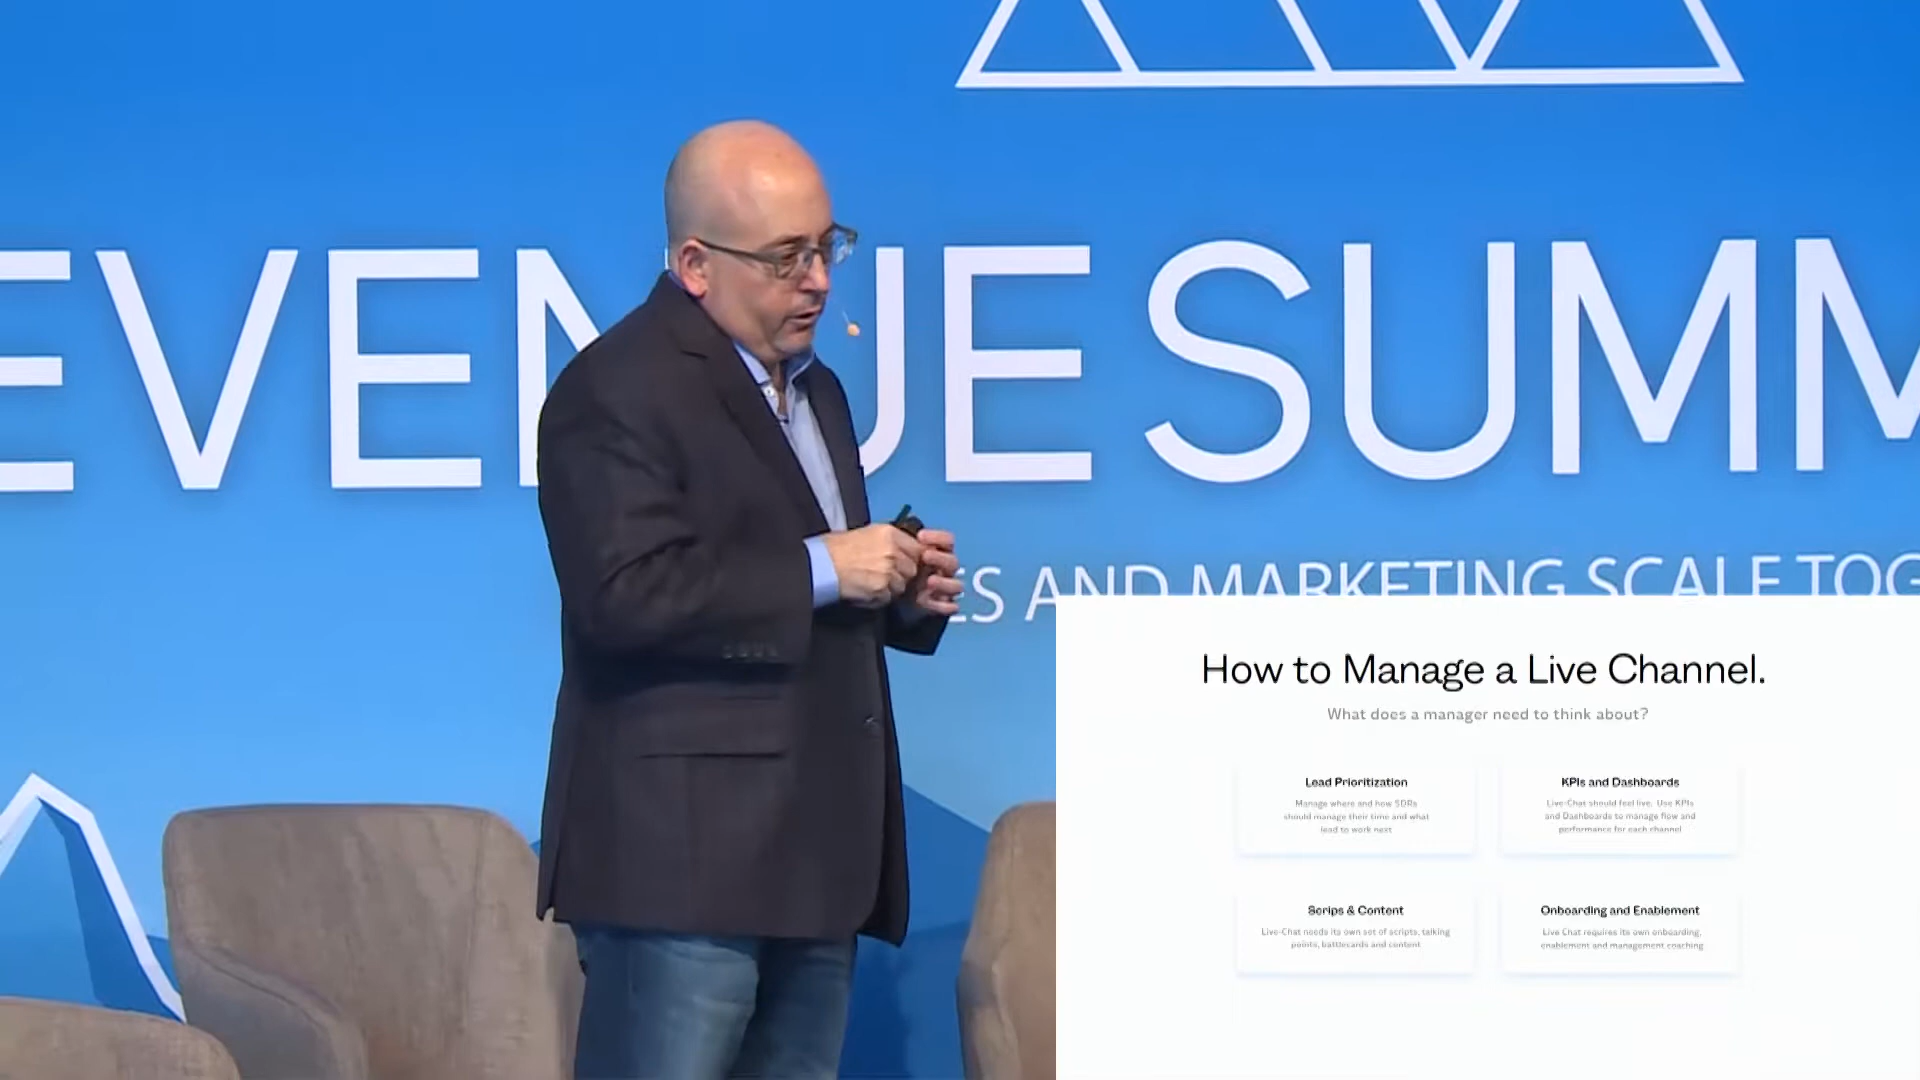 EVENUE SUMM
ES AND MARKETING SCALE TOG
How to Manage a Live Channel.
What does a manager need to think about?
Lead Prioritization
Manage where and how SDRs
should manage their time and what
lead to work next
KPIs and Dashboards
Live-Chat should feel live. Use KPIs
and Dashboards to manage flow and
performance for each channel
Scrips & Content
Live-Chat needs its own set of scripts, talking
points, battlecards and content
Onboarding and Enablement
Live Chat requires its own onboarding,
enablement and management coaching